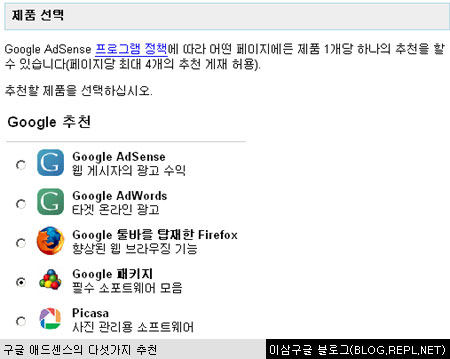 제품 선택
Google AdSense 프로그램 정책에 따라 어떤 페이지에든 제품 1개당 하나의 추천을 할
수 있습니다(페이지당 최대 4개의 추천 게재 허용).
추천할 제품을 선택하십시오.
Google 추천
Google AdSense
웹 게시자의 광고 수익
Google AdWords
타겟 온라인 광고
Google 툴바를 탑재한 Firefox
향상된 웹 브라우징 기능
Google 패키지
필수 소포트웨어 모음
Picasa
사진 관리용 소프트웨어
구글 애드센스의 다섯가지 추천
이삼구글 블로그(BLOG,REPL,NET)